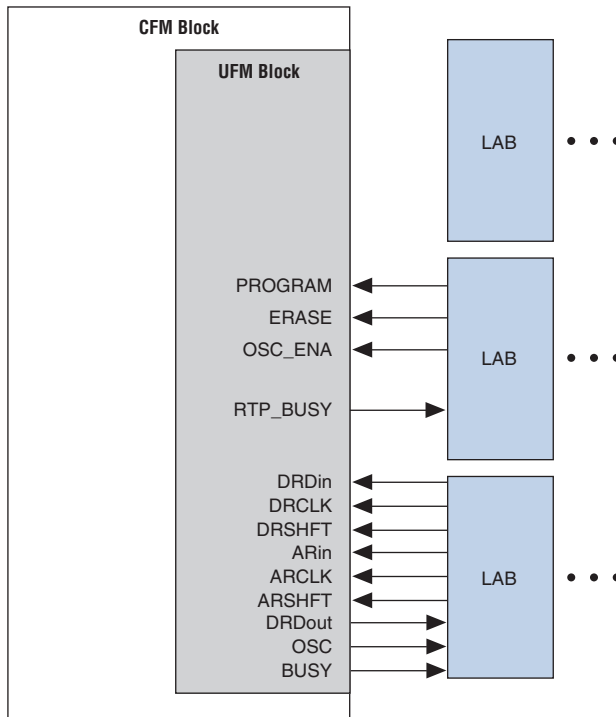 CFM Block
UFM Block
LAB
PROGRAM
ERASE
OSC_ENA
LAB
RTP_BUSY
DRDin
DRCLK
DRSHFT
ARin
ARCLK
LAB
ARSHFT
DRDout
OSC
BUSY